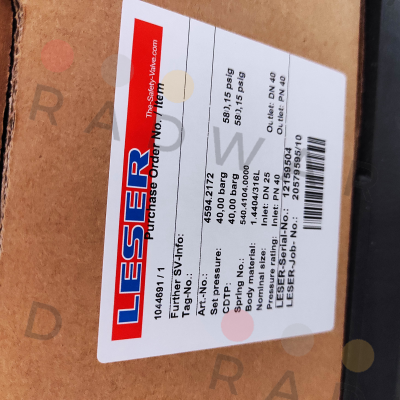 LESER
The-Safety-Valve.com
Purchase Order No. / Item
1044691 / 1
Further SV-Info:
Tag-No.:
Art.-No.: 4594.2172
Set pressure: 40,00 barg 580,15 psig
CDTP: 40,00 barg 580,15 psig
Spring No.: 540.4104.0000
Body material: 1.4404/316L
Nominal size: Inlet: DN 25 Outlet: DN 40
Pressure rating: Inlet: PN 40 Outlet: PN 40
LESER-Serial-No.: 12159504
LESER-Job- No.: 20579595/10